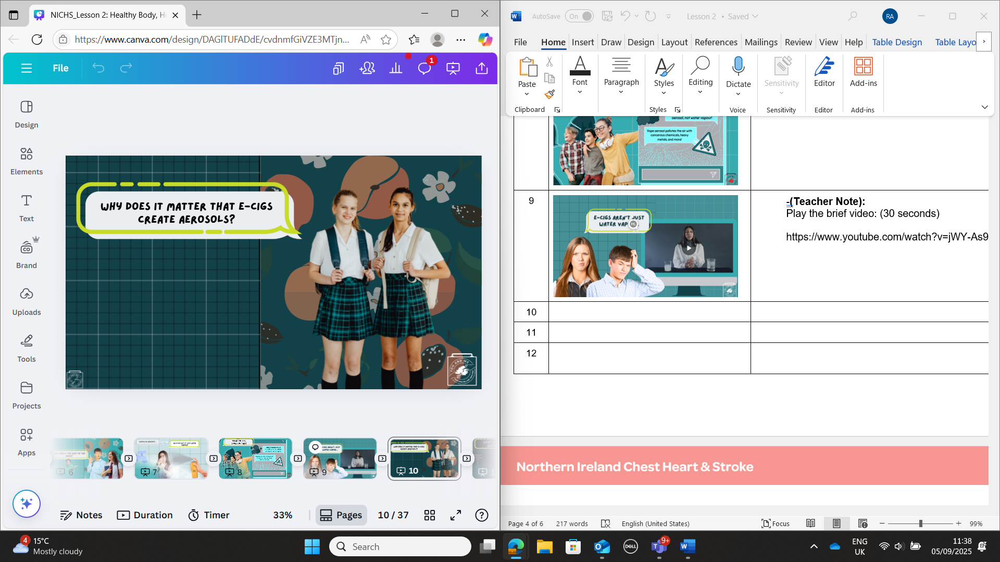 NICHS_Lesson 2: Healthy Body, H
https://www.canva.com/design/DAGlTUFADdE/cvdnmfGiVZE3MTjn...
File
1
Design
Elements
Text
Brand
Uploads
Tools
Projects
Apps
WHY DOES IT MATTER THAT E-CIGS
CREATE AEROSOLS?
YOU AND ME
6
7
8
9
10
Notes
Duration
Timer
33%
Pages
10 / 37
AutoSave
On
Lesson 2 • Saved
RA
File
Home
Insert
Draw
Design
Layout
References
Mailings
Review
View
Help
Table Design
Table Layo
Paste
Font
Paragraph
Styles
Editing
Dictate
Sensitivity
Editor
Add-ins
Clipboard
Styles
Voice
Sensitivity
Editor
Add-ins
aerosol, not water vapour!
Vape aerosol pollutes the air with
cancerous chemicals, heavy
metals, and more!
9
E-CIGS AREN'T JUST
WATER VAP
HL
-(Teacher Note):
Play the brief video: (30 seconds)
https://www.youtube.com/watch?v=jWY-As9
10
11
12
Northern Ireland Chest Heart & Stroke
Page 4 of 6
217 words
English (United States)
Focus
99%
4
15°C
Mostly cloudy
Search
DELL
9+
ENG
UK
11:38
05/09/2025